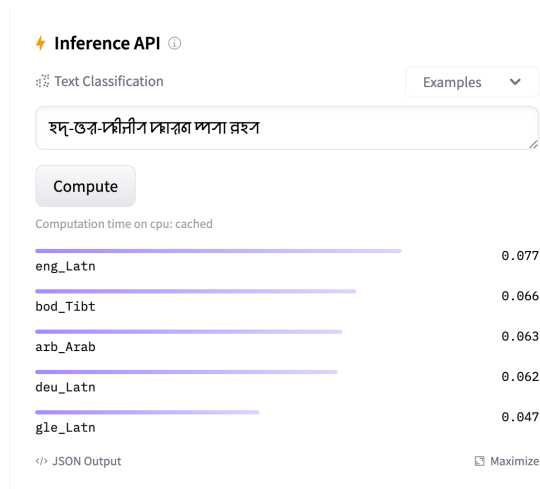 Inference API
Text Classification
Examples
Compute
Computation time on cpu: cached
0.077
eng_Latn
0.066
bod_Tibt
0.063
arb_Arab
0.062
deu_Latn
0.047
gle_Latn
</> JSON Output
Maximize